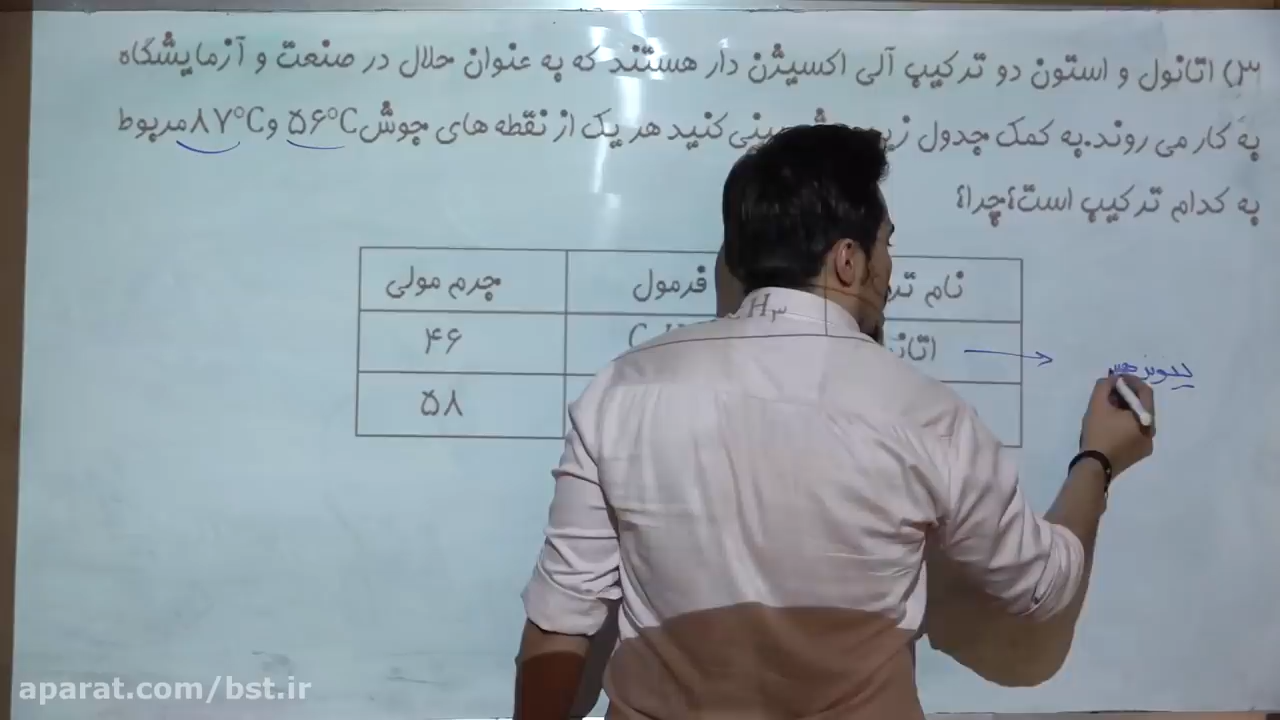 ۳) اتانول و استون دو ترکیب آلی اکسیژن دار هستند که به عنوان حلال در صنعت و آزمایشگاه
به کار می روند.به کمک جدول کنید هر یک از نقطه های جوش ۵۶°C و ۸۷°C مربوط
به کدام ترکیب است؟چرا؟
نام فرمول جرم مولی
۴۶
۵۸
aparat.com/bst.ir